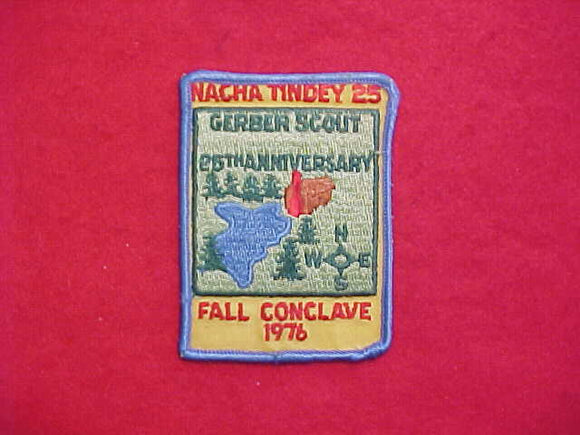 NACHA TINDEY 25
GERBER SCOUT
25TH ANNIVERSARY
N
W E
S
FALL CONCLAVE
1976